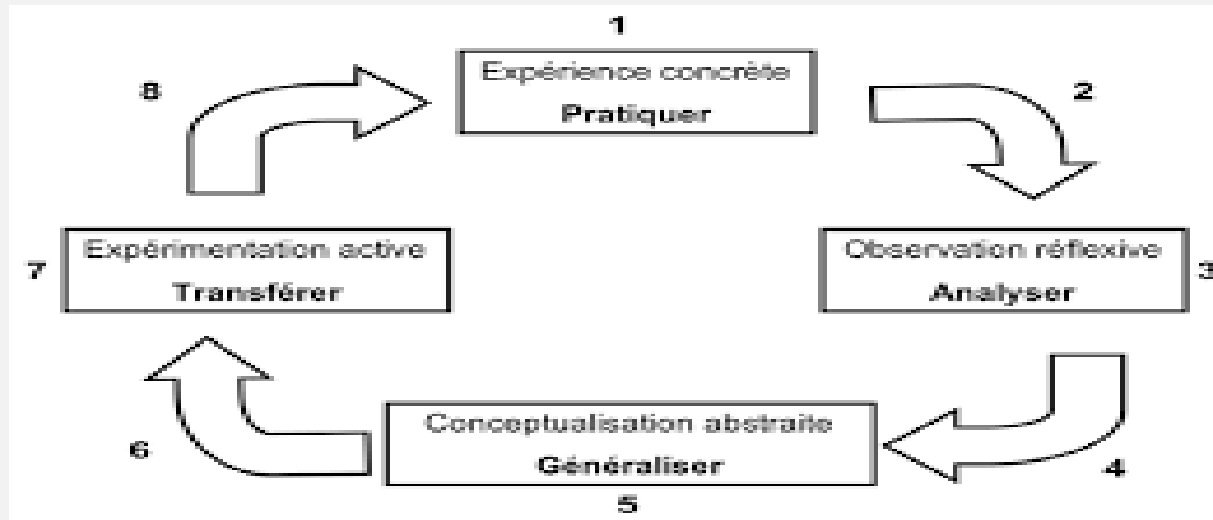 1
Expérience concrète
Pratiquer
2
Observation réflexive
Analyser
3
4
Conceptualisation abstraite
Généraliser
5
6
7
Expérimentation active
Transférer
8